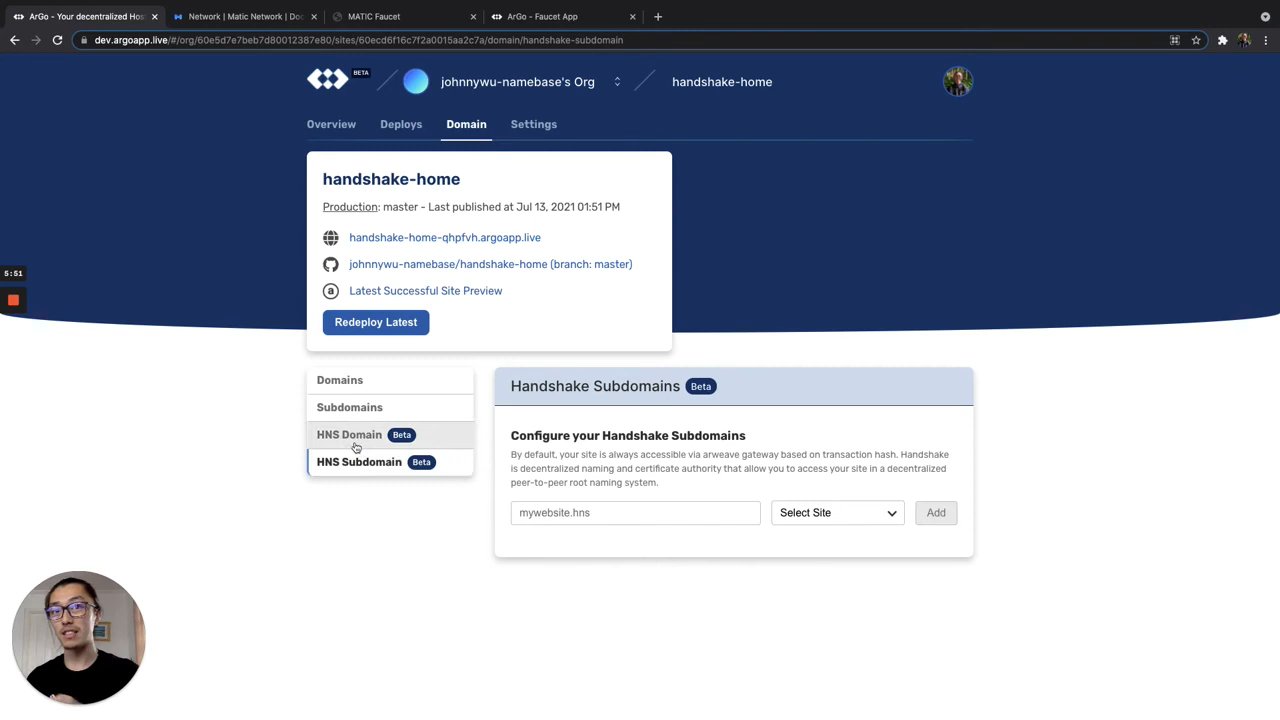 ArGo - Your decentralized Hos
Network | Matic Network | Doc
MATIC Faucet
ArGo - Faucet App
dev.argoapp.live/#/org/60e5d7e7beb7d80012387e80/sites/60ecd6f16c7f2a0015aa2c7a/domain/handshake-subdomain
BETA
johnnywu-namebase's Org
handshake-home
Overview
Deploys
Domain
Settings
handshake-home
Production: master - Last published at Jul 13, 2021 01:51 PM
handshake-home-qhpfvh.argoapp.live
johnnywu-namebase/handshake-home (branch: master)
a
Latest Successful Site Preview
Redeploy Latest
5:51
Domains
Subdomains
HNS Domain Beta
HNS Subdomain Beta
Handshake Subdomains Beta
Configure your Handshake Subdomains
By default, your site is always accessible via arweave gateway based on transaction hash. Handshake
is decentralized naming and certificate authority that allow you to access your site in a decentralized
peer-to-peer root naming system.
mywebsite.hns
Select Site
Add